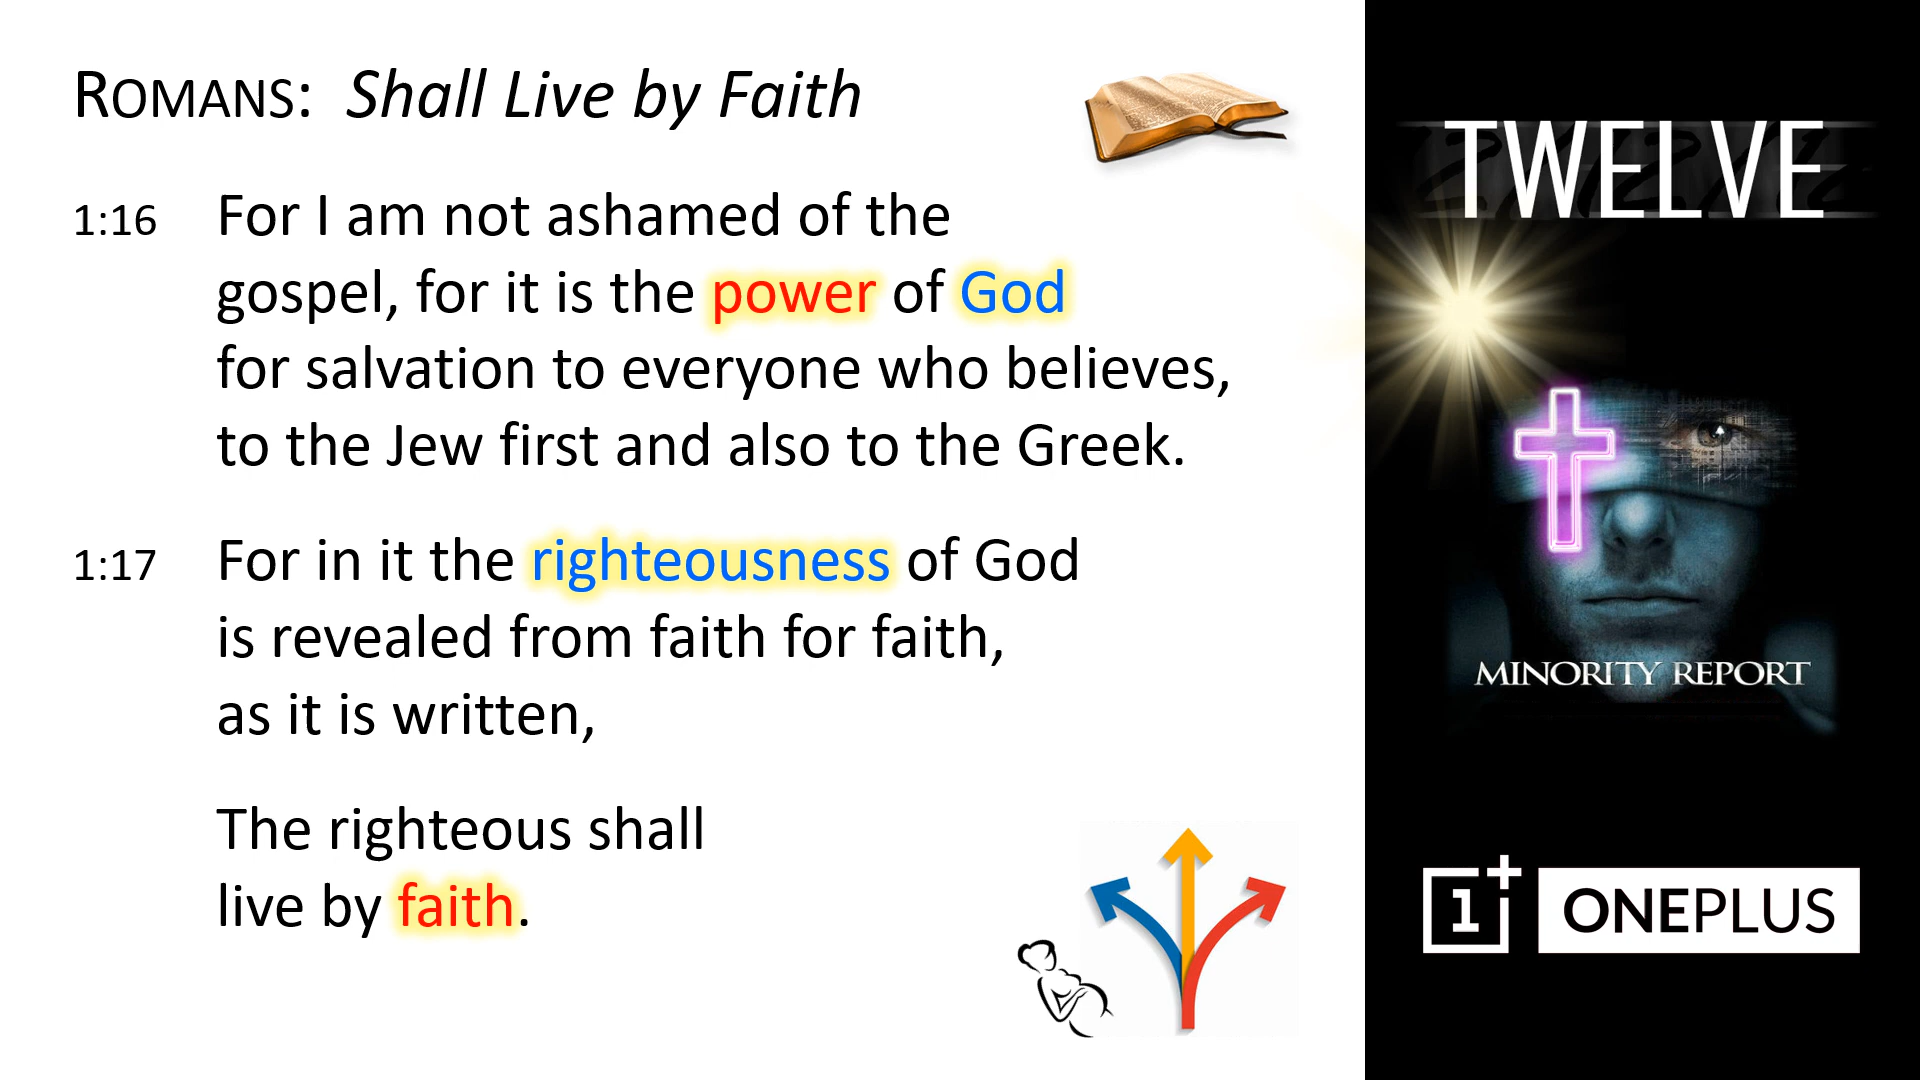 ROMANS: Shall Live by Faith
1:16 For I am not ashamed of the
gospel, for it is the power of God
for salvation to everyone who believes,
to the Jew first and also to the Greek.
1:17 For in it the righteousness of God
is revealed from faith for faith,
as it is written,
The righteous shall
live by faith.
TWELVE
MINORITY REPORT
1+ ONEPLUS